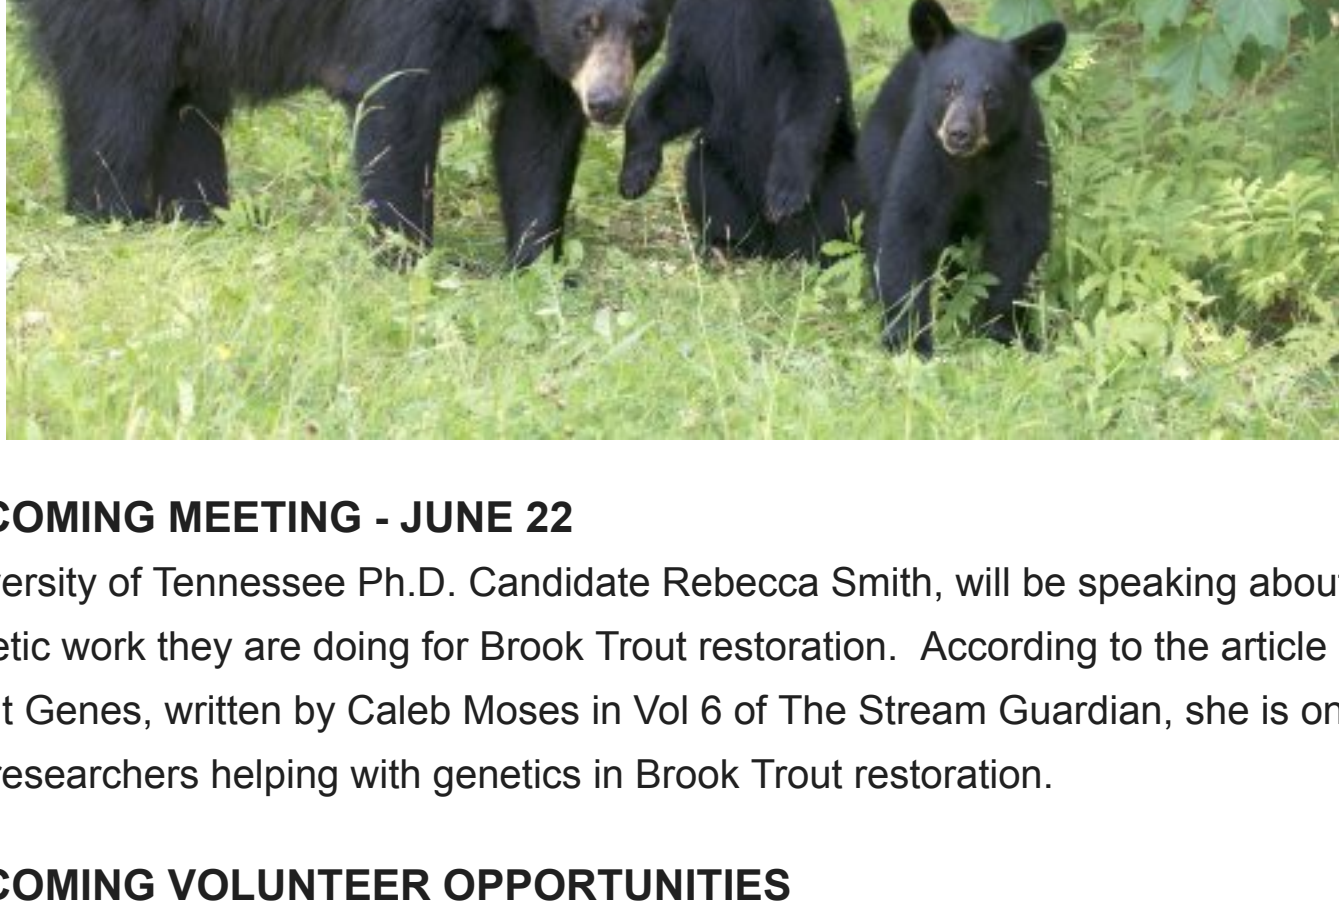 COMING MEETING - JUNE 22
versity of Tennessee Ph.D. Candidate Rebecca Smith, will be speaking about
etic work they are doing for Brook Trout restoration.  According to the article
t Genes, written by Caleb Moses in Vol 6 of The Stream Guardian, she is on
researchers helping with genetics in Brook Trout restoration.
COMING VOLUNTEER OPPORTUNITIES